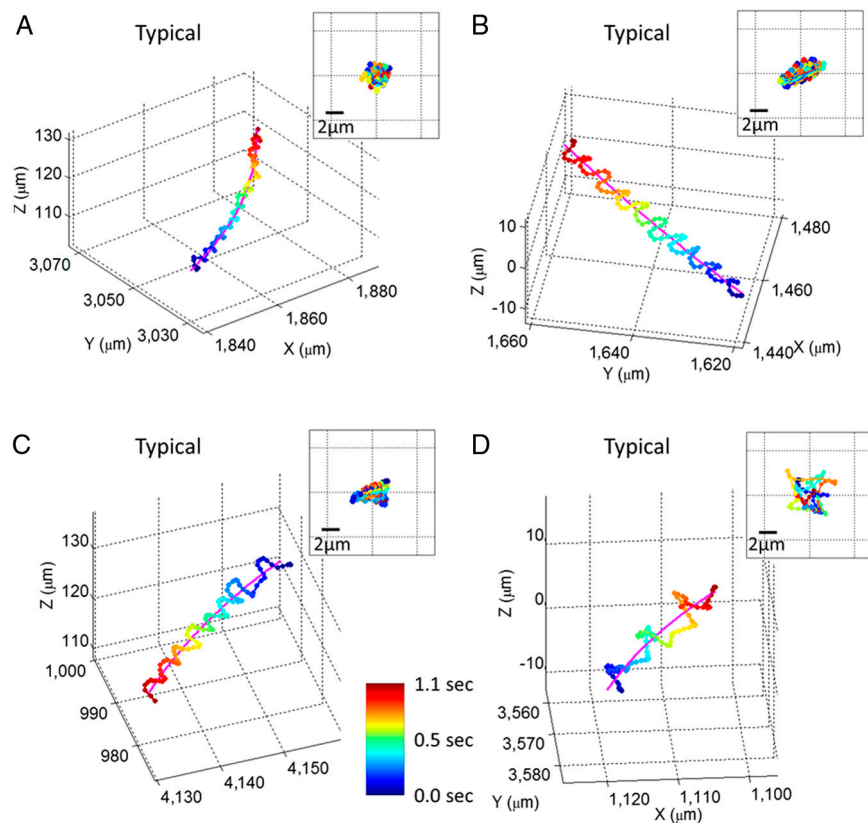 A
Typical
2μm
130
120
110
Z (μm)
3,070
3,050
3,030
Y (μm)
1,840
1,860
1,880
X (μm)
B
Typical
2μm
10
0
-10
Z (μm)
1,660
1,640
1,620
Y (μm)
1,480
1,460
1,440
X (μm)
C
Typical
2μm
130
120
110
Z (μm)
1,000
990
980
4,130
4,140
4,150
1.1 sec
0.5 sec
0.0 sec
D
Typical
2μm
10
0
-10
Z (μm)
3,560
3,570
3,580
Y (μm)
1,120
1,110
1,100
X (μm)